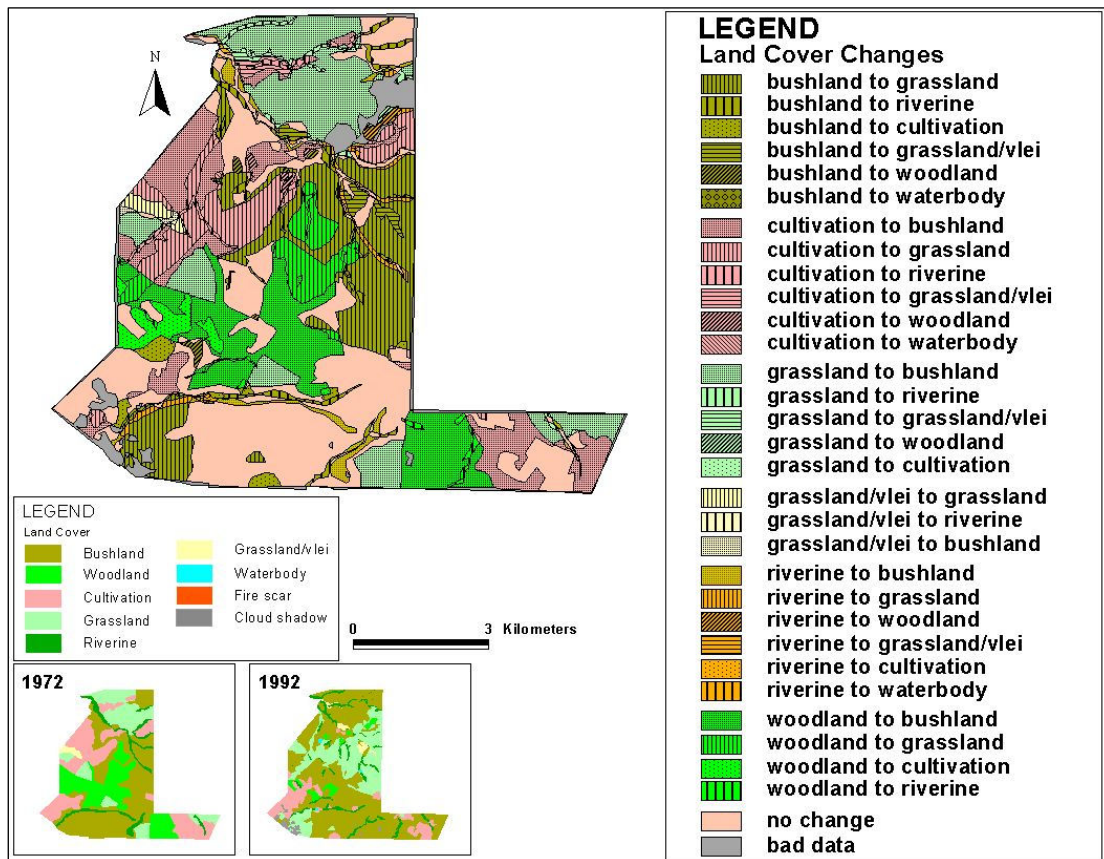 N
LEGEND
Land Cover
Bushland
Woodland
Cultivation
Grassland
Riverine
Grassland/vlei
Waterbody
Fire scar
Cloud shadow
0 3 Kilometers
1972
1992
LEGEND
Land Cover Changes
bushland to grassland
bushland to riverine
bushland to cultivation
bushland to grassland/vlei
bushland to woodland
bushland to waterbody
cultivation to bushland
cultivation to grassland
cultivation to riverine
cultivation to grassland/vlei
cultivation to woodland
cultivation to waterbody
grassland to bushland
grassland to riverine
grassland to grassland/vlei
grassland to woodland
grassland to cultivation
grassland/vlei to grassland
grassland/vlei to riverine
grassland/vlei to bushland
riverine to bushland
riverine to grassland
riverine to woodland
riverine to grassland/vlei
riverine to cultivation
riverine to waterbody
woodland to bushland
woodland to grassland
woodland to cultivation
woodland to riverine
no change
bad data